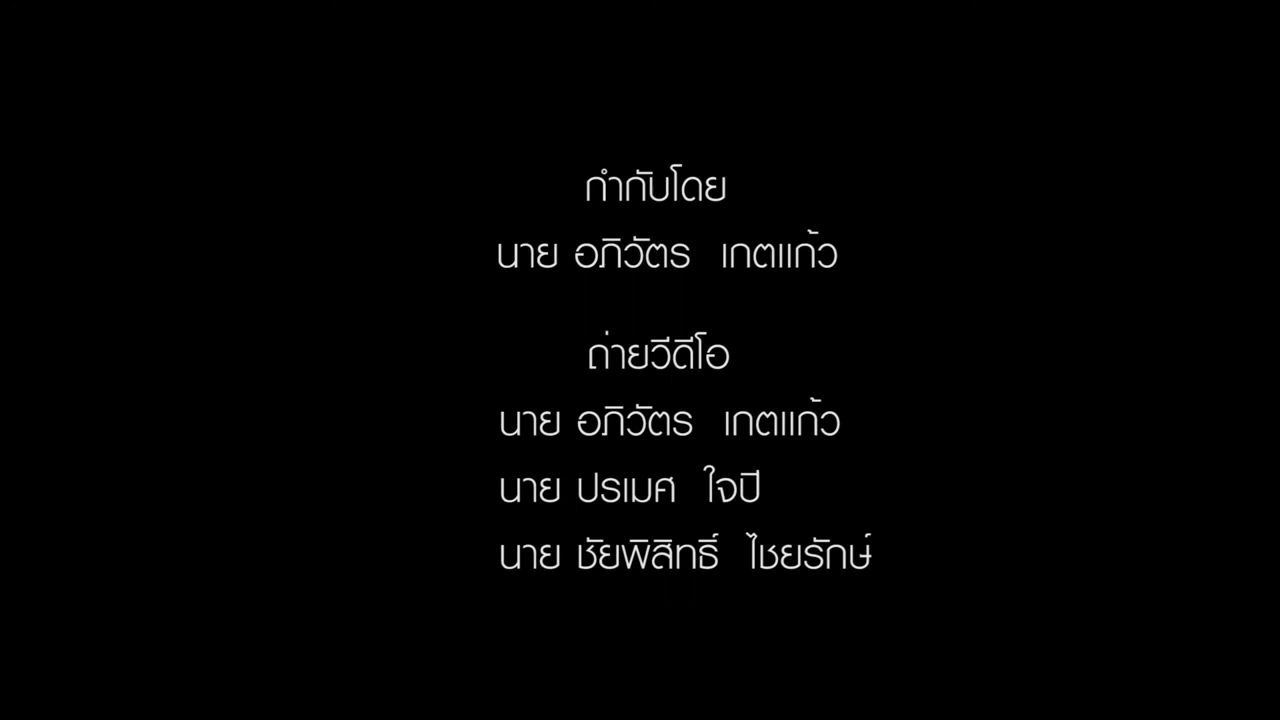 กำกับโดย
นาย อภิวัตร เกตแก้ว
ถ่ายวีดีโอ
นาย อภิวัตร เกตแก้ว
นาย ปรเมศ ใจปี
นาย ชัยพิสิทธิ์ ไชยรักษ์